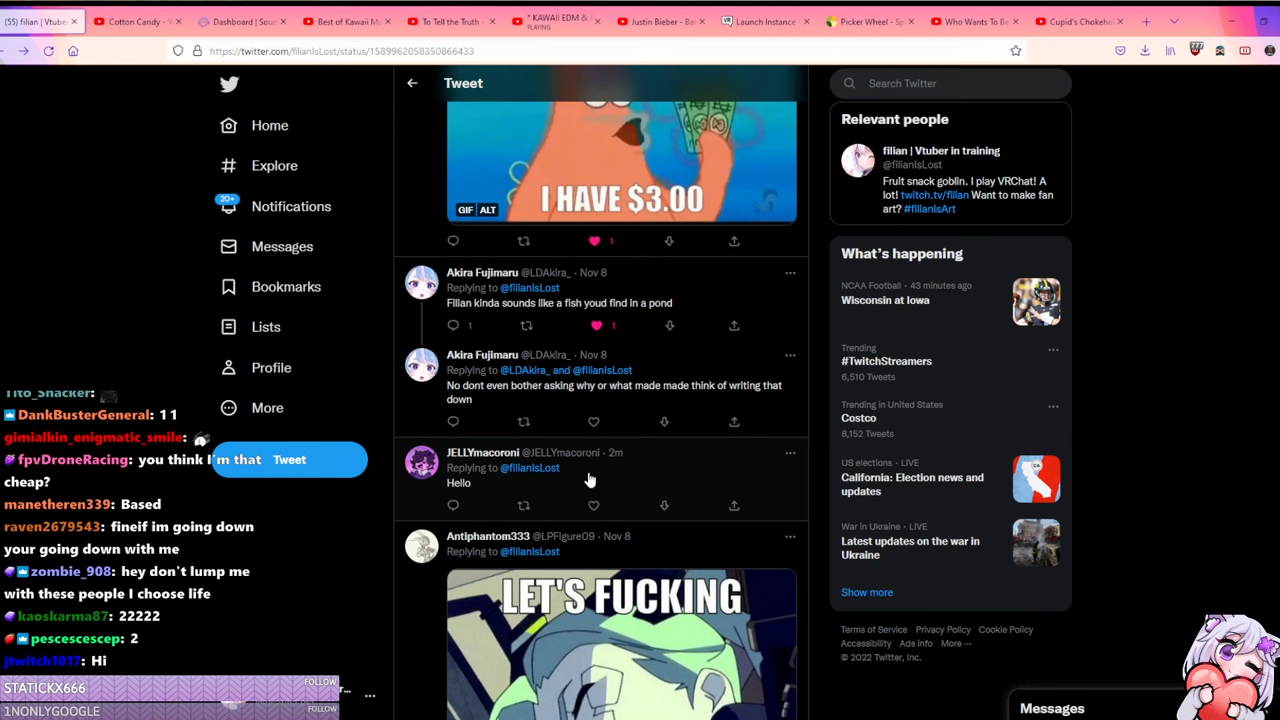 (55) filian | Vtuber
Cotton Candy -
Dashboard | Soun
Best of Kawaii Mu
To Tell the Truth -
* KAWAII EDM &
PLAYING
Justin Bieber - Ba
Launch Instance
Picker Wheel - Sp
Who Wants To Be
Cupid's Chokehol
https://twitter.com/filianIsLost/status/1589962058350866433
Home
Explore
20+
Notifications
Messages
Bookmarks
Lists
Profile
More
Tweet
Tweet
I HAVE $3.00
GIF ALT
1
Akira Fujimaru @LDAkira_ · Nov 8
Replying to @filianIsLost
Filian kinda sounds like a fish youd find in a pond
1
1
Akira Fujimaru @LDAkira_ · Nov 8
Replying to @LDAkira_ and @filianIsLost
No dont even bother asking why or what made made think of writing that
down
JELLYmacoroni @JELLYmacoroni · 2m
Replying to @filianIsLost
Hello
Antiphantom333 @LPFigure09 · Nov 8
Replying to @filianIsLost
LET'S FUCKING
Search Twitter
Relevant people
filian | Vtuber in training
@filianIsLost
Fruit snack goblin. I play VRChat! A
lot! twitch.tv/filian Want to make fan
art? #filianIsArt
What's happening
NCAA Football · 43 minutes ago
Wisconsin at Iowa
Trending
#TwitchStreamers
6,510 Tweets
Trending in United States
Costco
8,152 Tweets
US elections · LIVE
California: Election news and
updates
War in Ukraine · LIVE
Latest updates on the war in
Ukraine
Show more
Terms of Service Privacy Policy Cookie Policy
Accessibility Ads info More ···
© 2022 Twitter, Inc.
Messages
Tito_Snacker:
DankBusterGeneral: 1 1
gimialkin_enigmatic_smile:
fpvDroneRacing: you think I'm that
cheap?
manetheren339: Based
raven2679543: fineif im going down
your going down with me
zombie_908: hey don't lump me
with these people I choose life
kaoskarma87: 22222
pescescescep: 2
jtwitch1017: Hi
STATICKX666
FOLLOW
1NONLYGOOGLE
FOLLOW